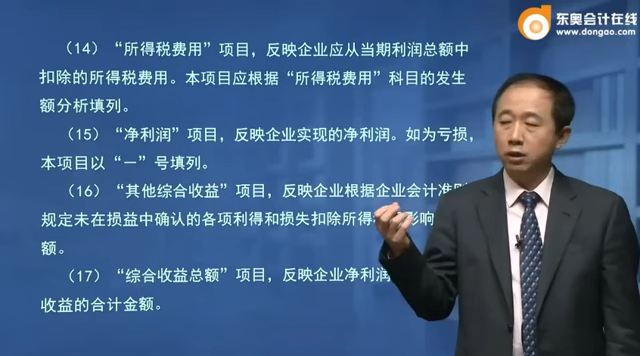 东奥会计在线
www.dongao.com
（14）“所得税费用”项目，反映企业应从当期利润总额中
扣除的所得税费用。本项目应根据“所得税费用”科目的发生
额分析填列。
（15）“净利润”项目，反映企业实现的净利润。如为亏损，
本项目以“－”号填列。
（16）“其他综合收益”项目，反映企业根据企业会计准则
规定未在损益中确认的各项利得和损失扣除所得 影响
额。
（17）“综合收益总额”项目，反映企业净利
收益的合计金额。